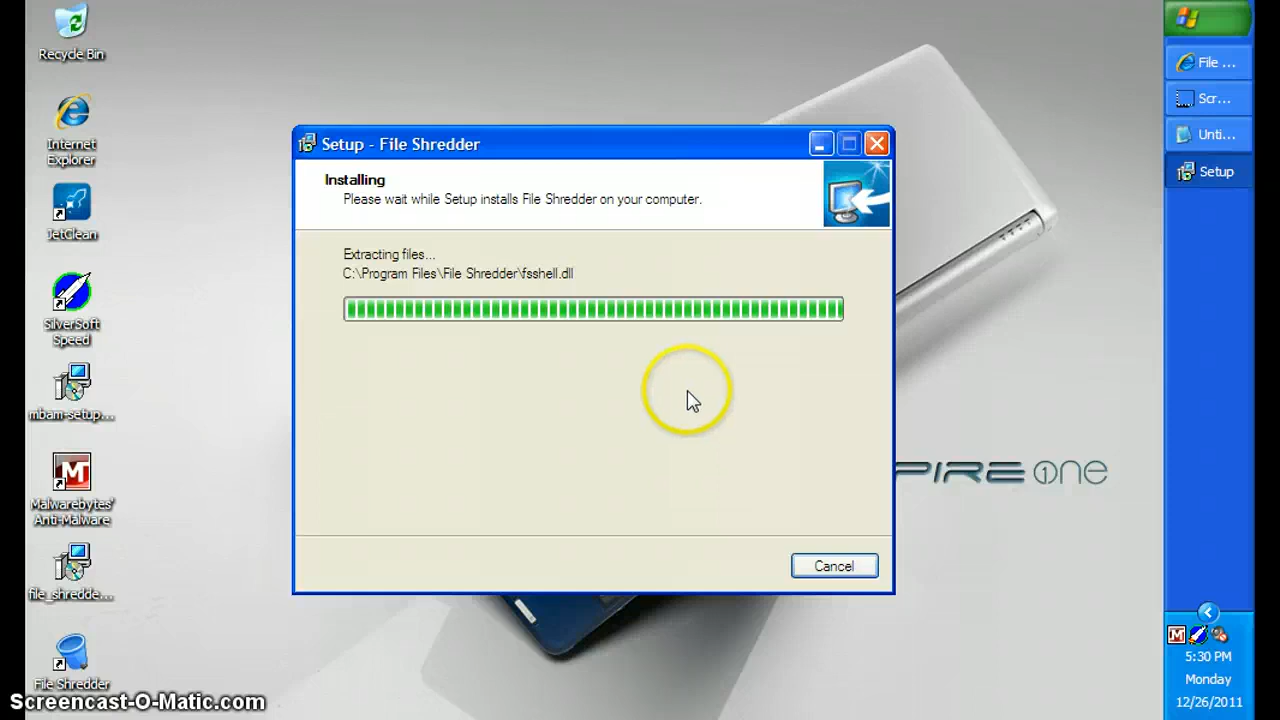 Recycle Bin
Internet
Explorer
JetClean
SilverSoft
Speed
mbam-setup...
Malwarebytes'
Anti-Malware
file_shredde...
File Shredder
Setup - File Shredder
Installing
Please wait while Setup installs File Shredder on your computer.
Extracting files...
C:\Program Files\File Shredder\fsshell.dll
Cancel
PIRE one
File ...
Scr...
Unti...
Setup
5:30 PM
Monday
12/26/2011
Screencast-O-Matic.com